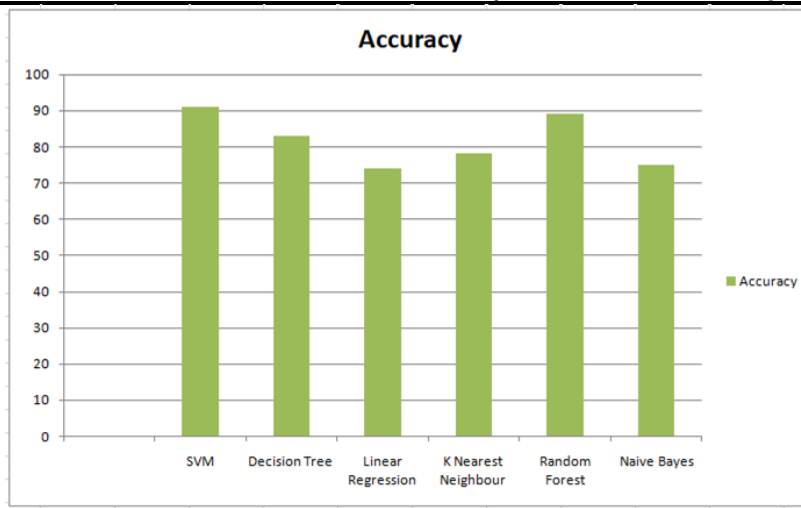 Accuracy
100
90
80
70
60
50
40
30
20
10
0
SVM
Decision Tree
Linear
Regression
K Nearest
Neighbour
Random
Forest
Naive Bayes
Accuracy